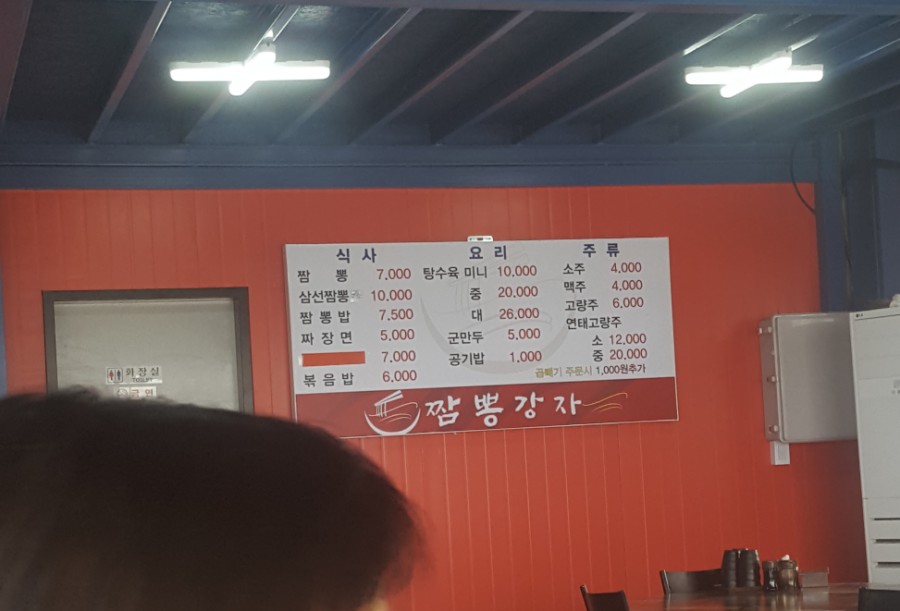 식사
짬 뽕 7,000
삼선짬뽕 10,000
짬뽕밥 7,500
짜장면 5,000
7,000
볶음밥 6,000
요리
탕수육 미니 10,000
중 20,000
대 26,000
군만두 5,000
공기밥 1,000
주류
소주 4,000
맥주 4,000
고량주 6,000
연태고량주
소 12,000
중 20,000
곱빼기 주문시 1,000원추가
짬뽕강자
화장실
TOILET